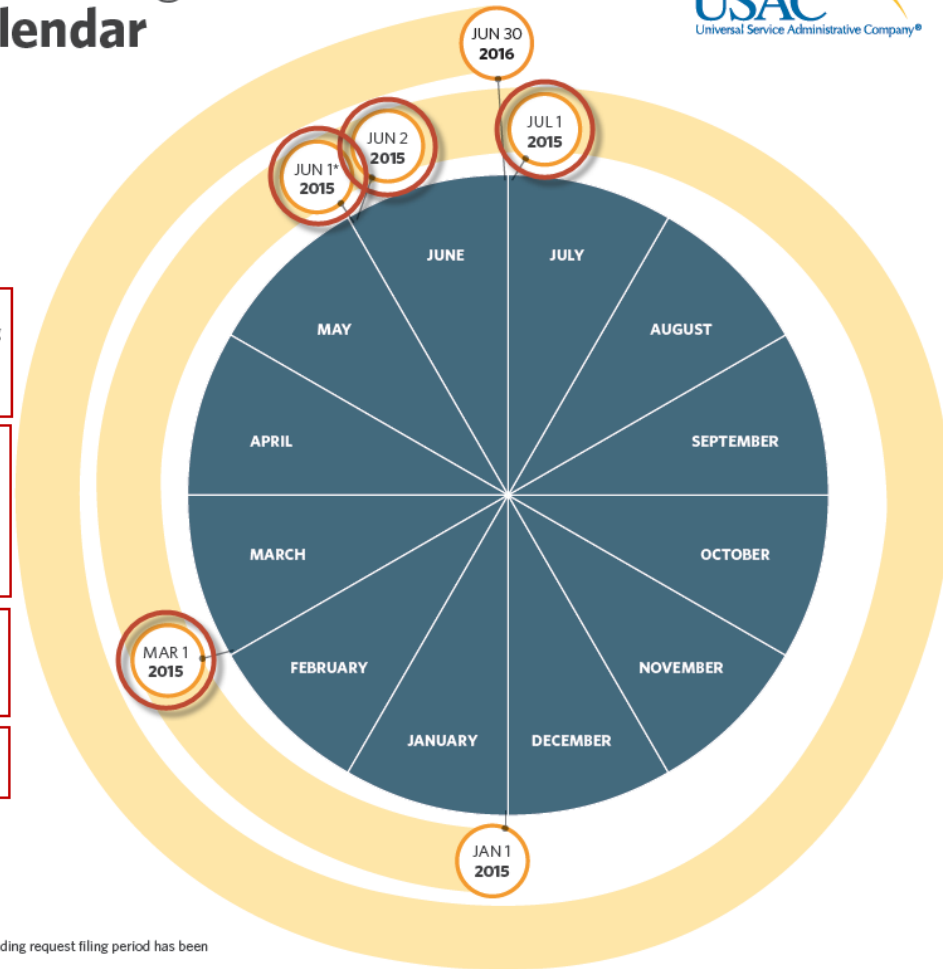 lendar
USAC
Universal Service Administrative Company®
JUN 30
2016
JUL 1
2015
JUN 2
2015
JUN 1*
2015
JUNE
JULY
MAY
AUGUST
APRIL
SEPTEMBER
MARCH
OCTOBER
MAR 1
2015
FEBRUARY
NOVEMBER
JANUARY
DECEMBER
JAN 1
2015
ding request filing period has been